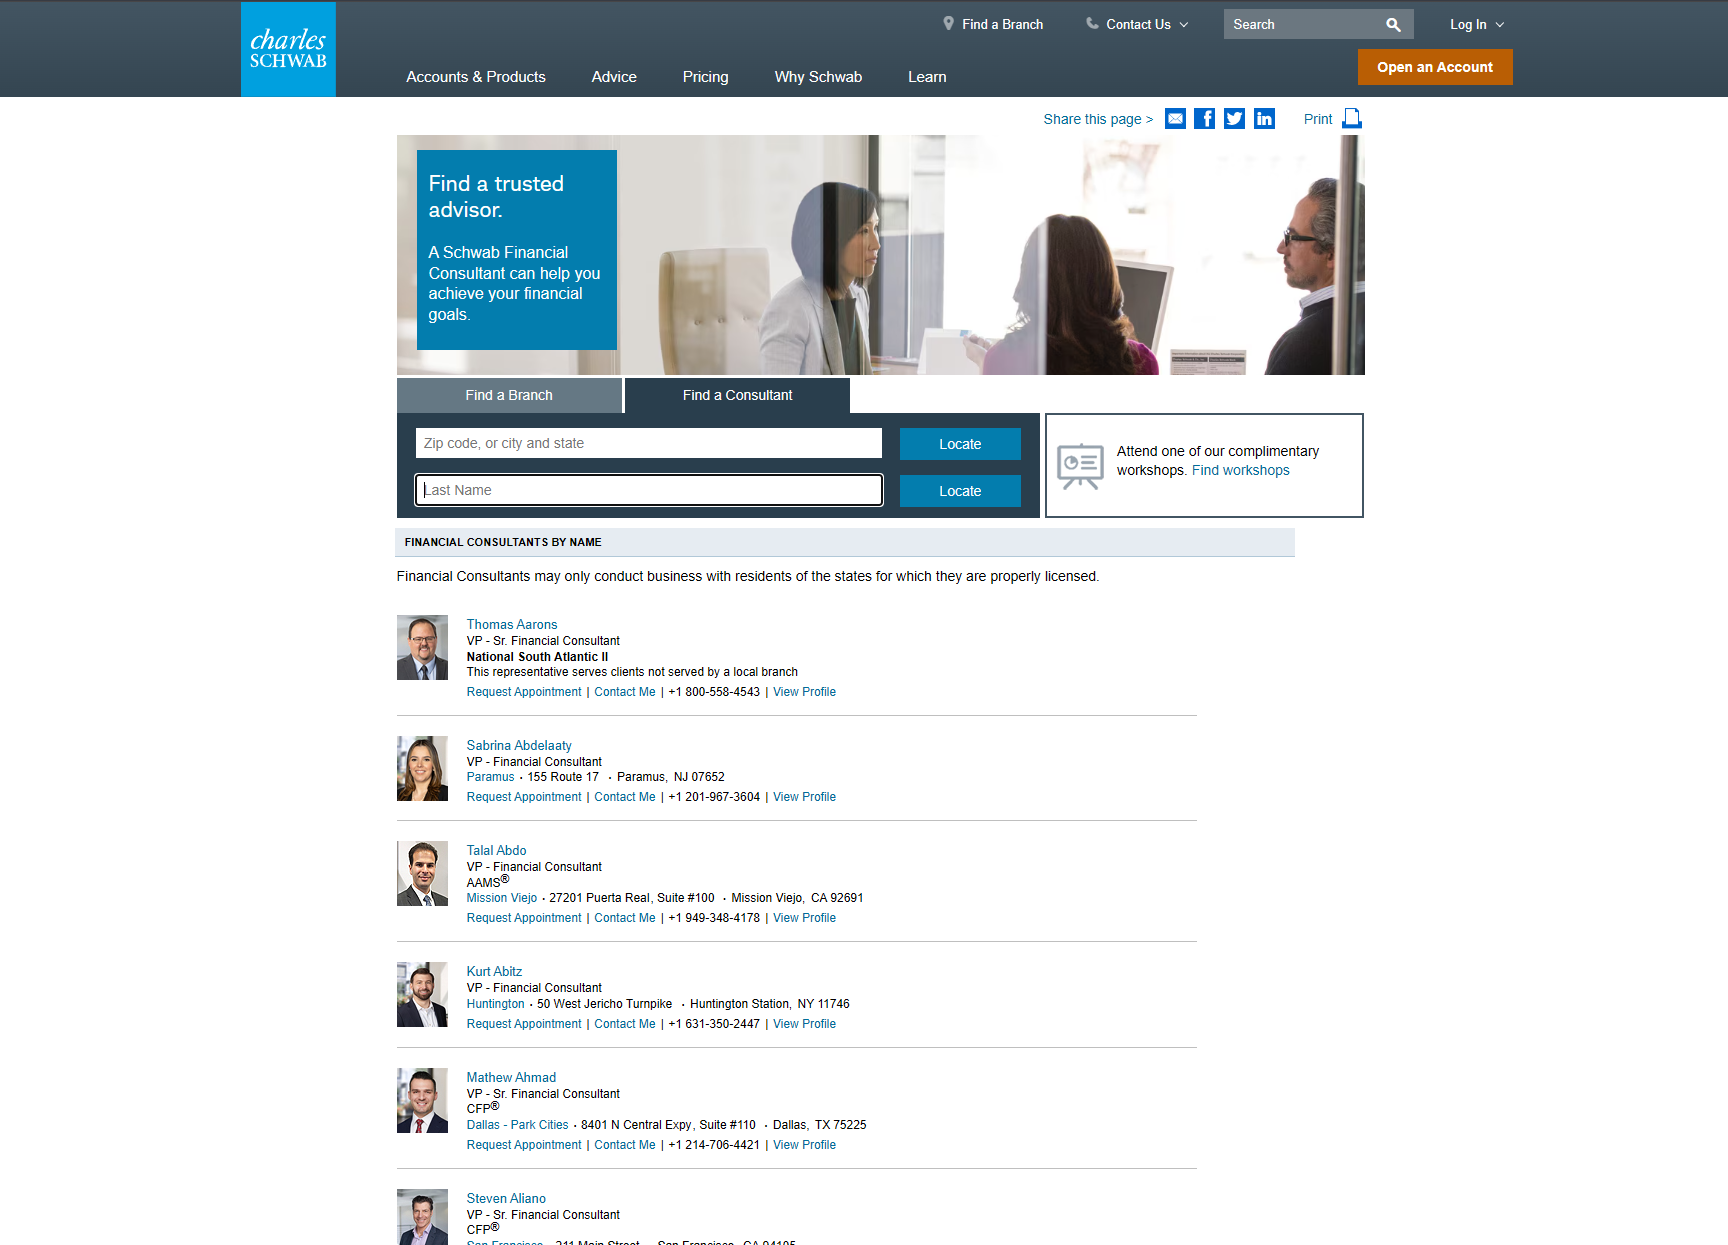 charles
SCHWAB
Find a Branch
Contact Us
Search
Log In
Accounts & Products
Advice
Pricing
Why Schwab
Learn
Open an Account
Share this page >
Print
Find a trusted
advisor.
A Schwab Financial
Consultant can help you
achieve your financial
goals.
Find a Branch
Find a Consultant
Zip code, or city and state
Locate
Last Name
Locate
Attend one of our complimentary
workshops. Find workshops
FINANCIAL CONSULTANTS BY NAME
Financial Consultants may only conduct business with residents of the states for which they are properly licensed.
Thomas Aarons
VP - Sr. Financial Consultant
National South Atlantic II
This representative serves clients not served by a local branch
Request Appointment | Contact Me | +1 800-558-4543 | View Profile
Sabrina Abdelaaty
VP - Financial Consultant
Paramus · 155 Route 17 · Paramus, NJ 07652
Request Appointment | Contact Me | +1 201-967-3604 | View Profile
Talal Abdo
VP - Financial Consultant
AAMS®
Mission Viejo · 27201 Puerta Real, Suite #100 · Mission Viejo, CA 92691
Request Appointment | Contact Me | +1 949-348-4178 | View Profile
Kurt Abitz
VP - Financial Consultant
Huntington · 50 West Jericho Turnpike · Huntington Station, NY 11746
Request Appointment | Contact Me | +1 631-350-2447 | View Profile
Mathew Ahmad
VP - Sr. Financial Consultant
CFP®
Dallas - Park Cities · 8401 N Central Expy, Suite #110 · Dallas, TX 75225
Request Appointment | Contact Me | +1 214-706-4421 | View Profile
Steven Aliano
VP - Sr. Financial Consultant
CFP®
San Francisco · 211 Main Street · San Francisco, CA 94105